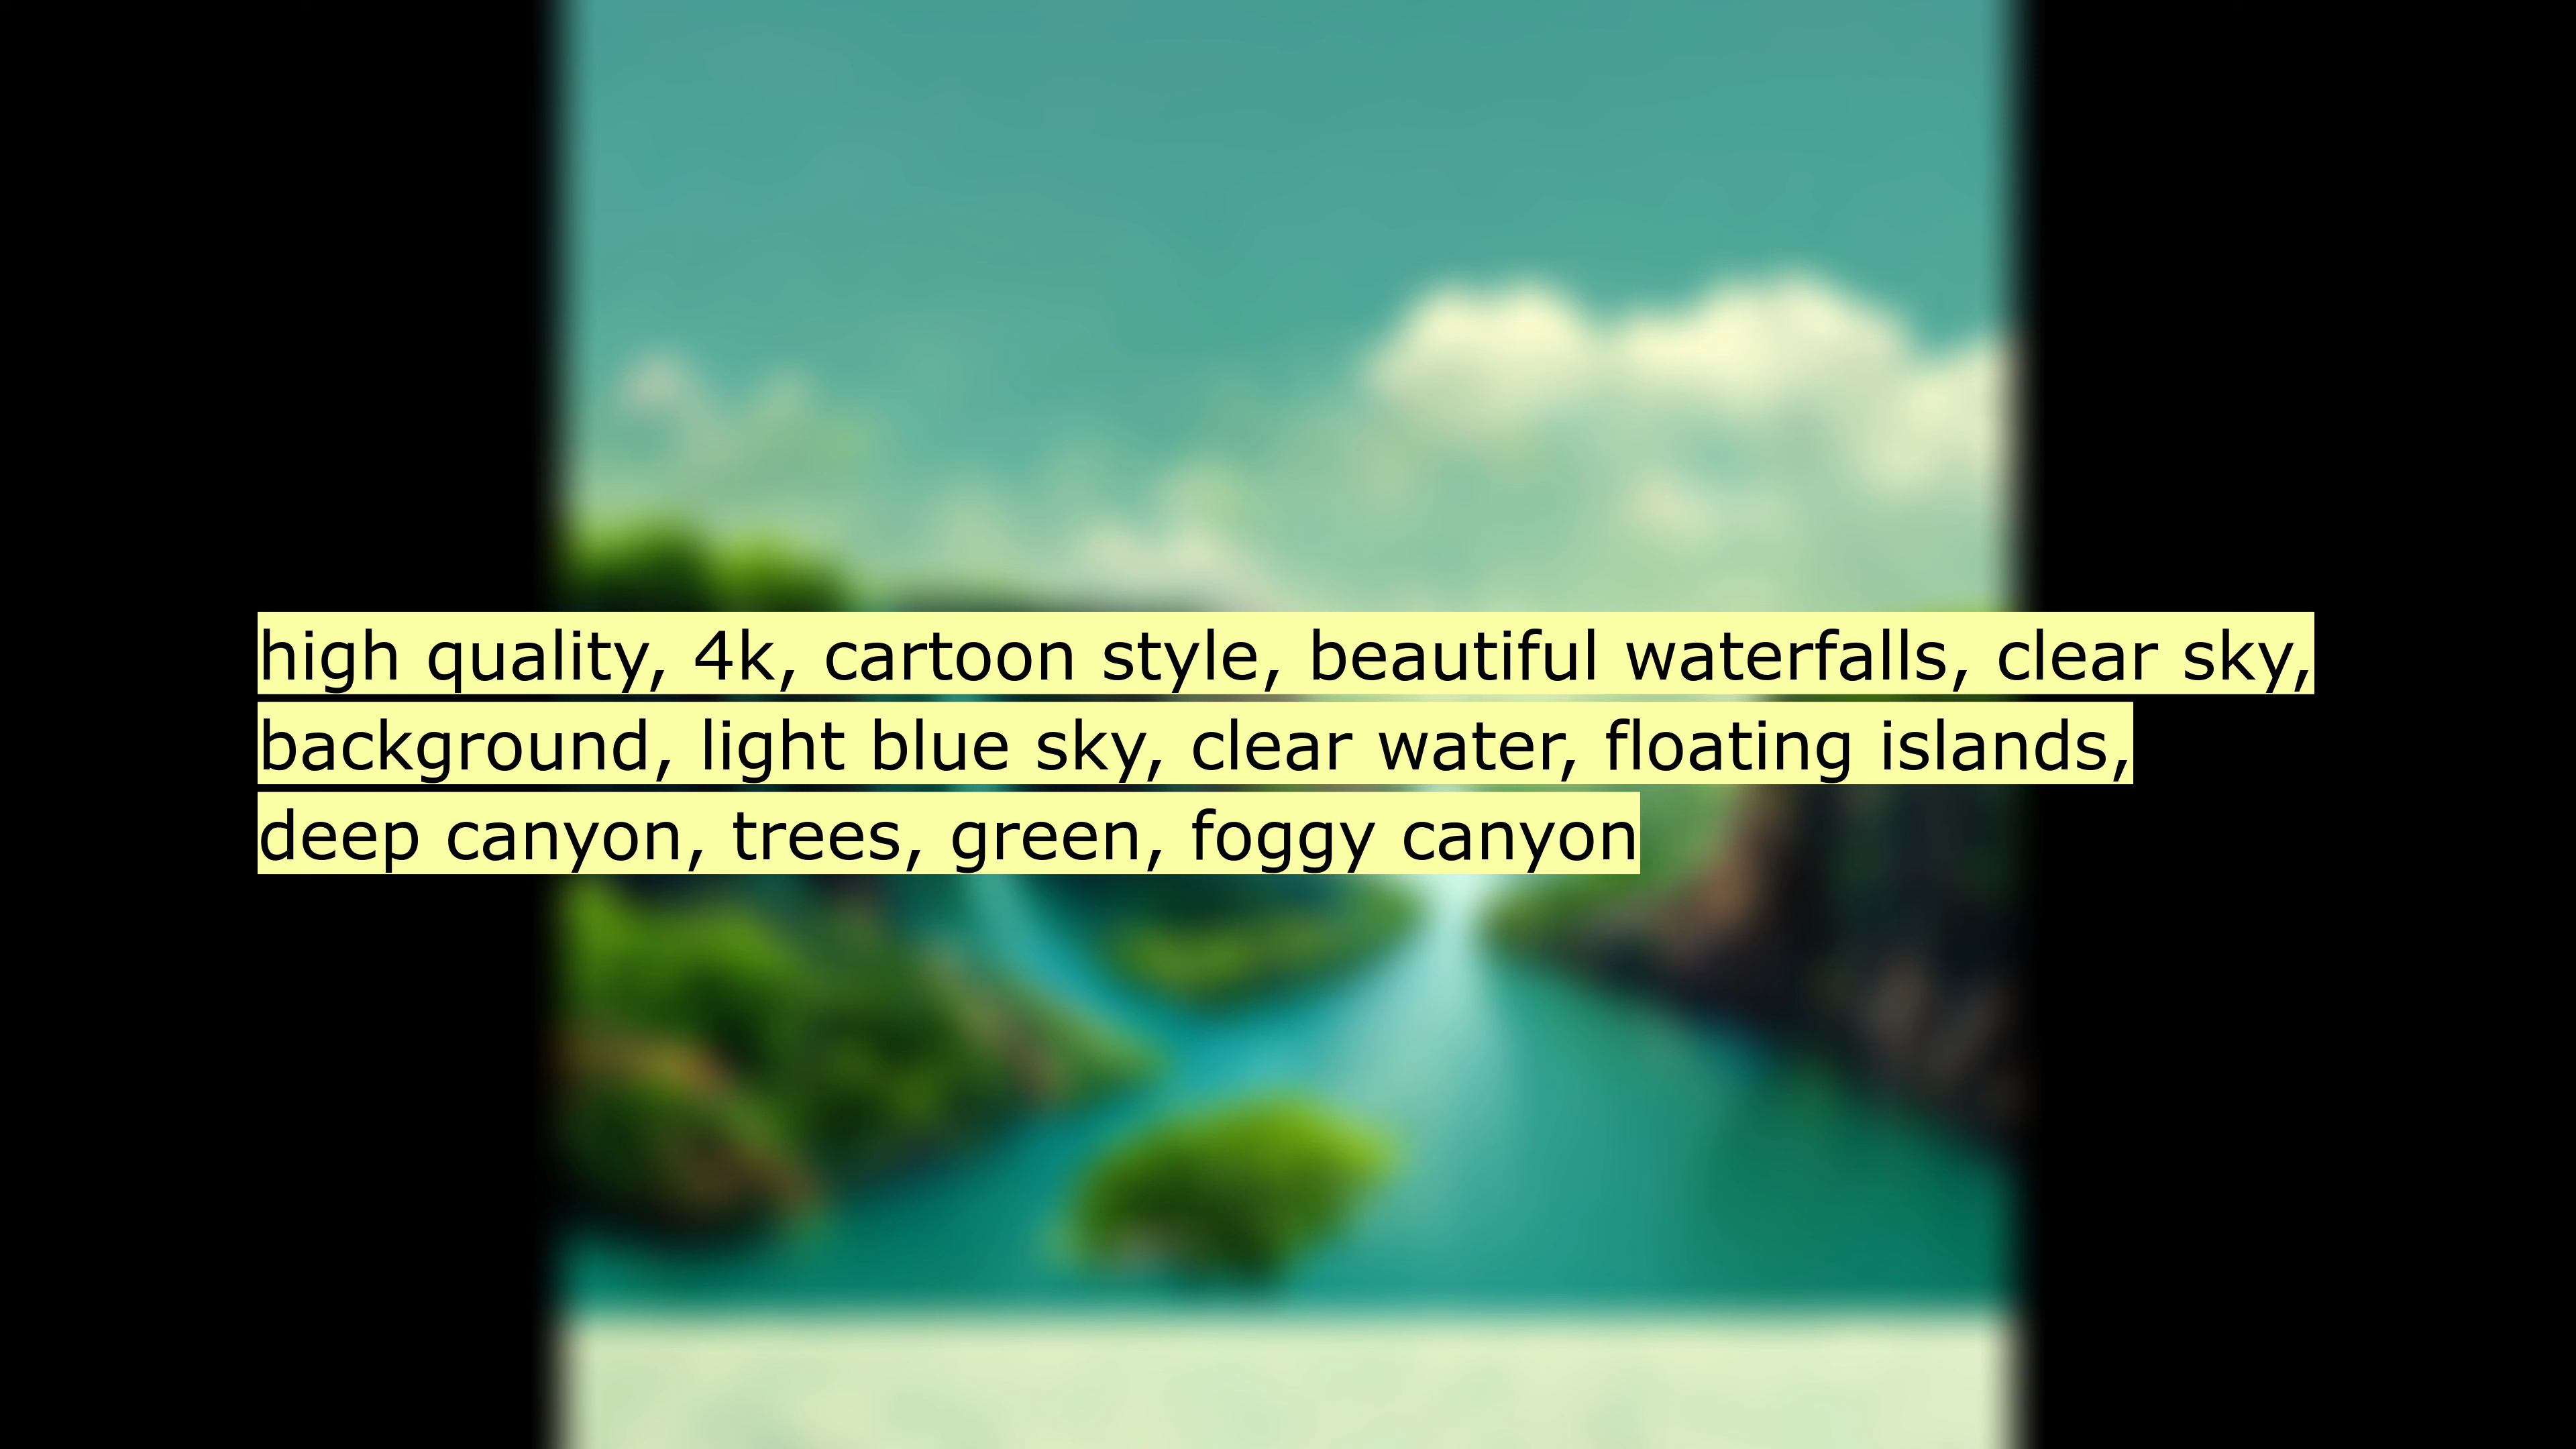 high quality, 4k, cartoon style, beautiful waterfalls, clear sky,
background, light blue sky, clear water, floating islands,
deep canyon, trees, green, foggy canyon